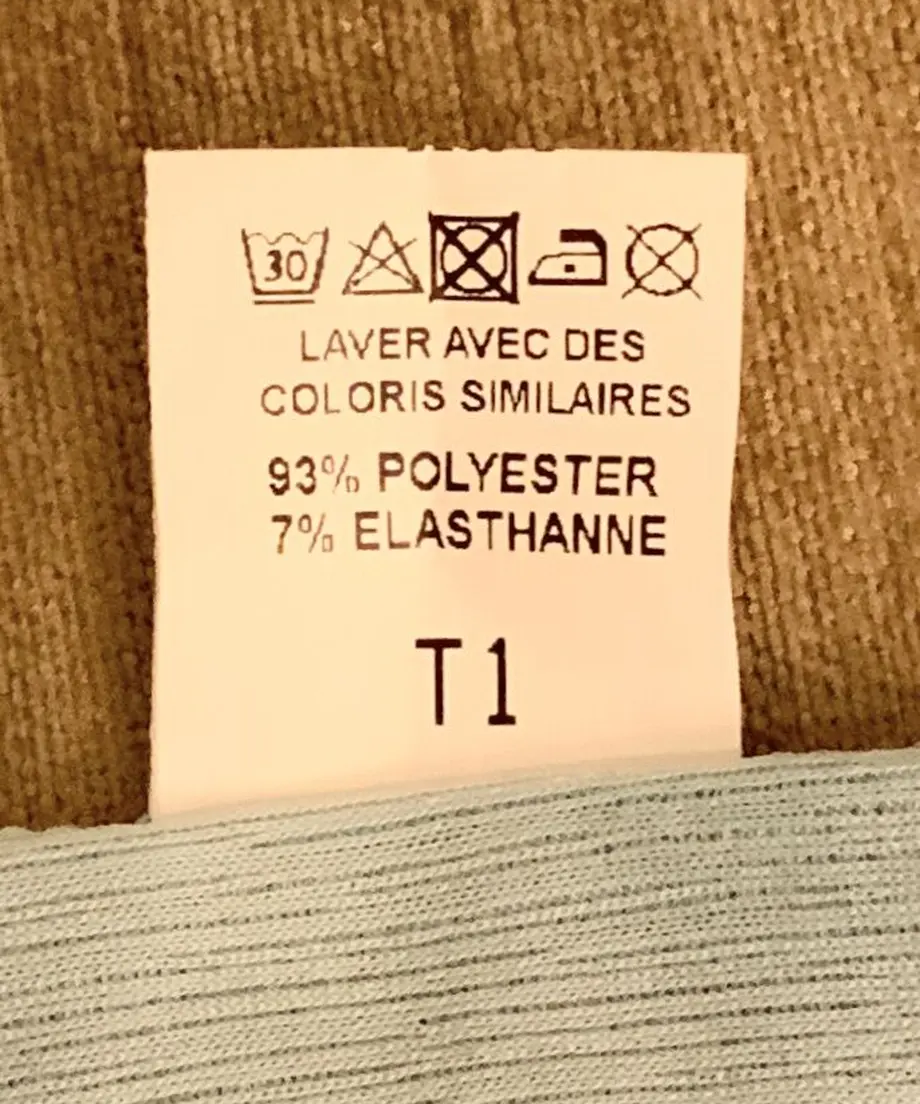 30
LAVER AVEC DES
COLORIS SIMILAIRES
93% POLYESTER
7% ELASTHANNE
T1